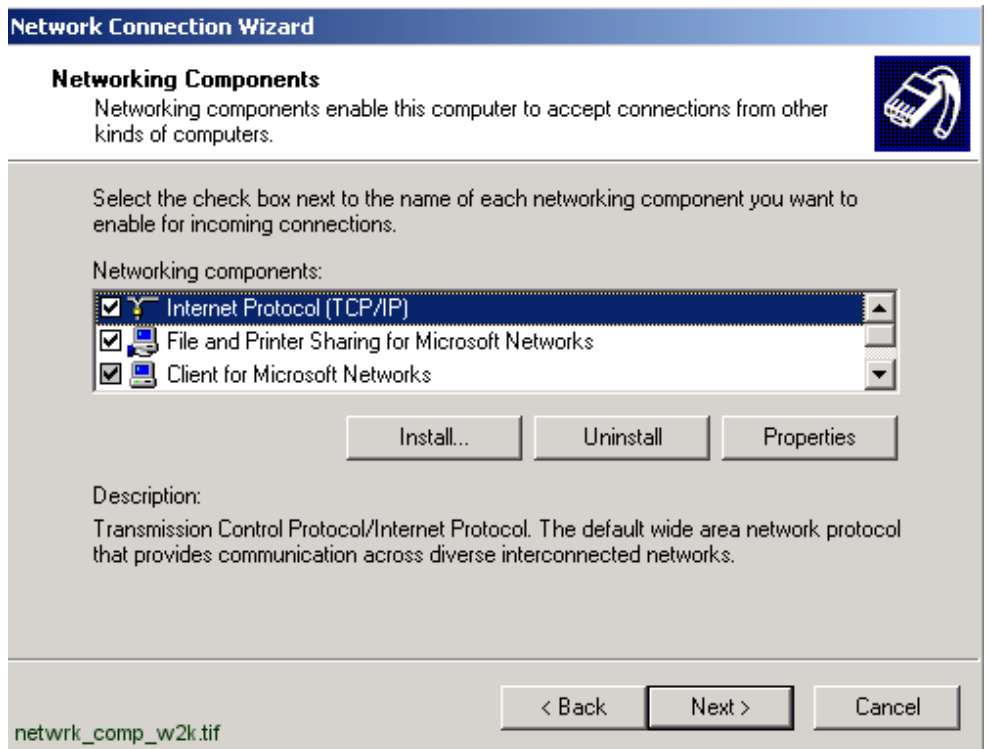 Network Connection Wizard
Networking Components
Networking components enable this computer to accept connections from other
kinds of computers.
Select the check box next to the name of each networking component you want to
enable for incoming connections.
Networking components:
Internet Protocol (TCP/IP)
File and Printer Sharing for Microsoft Networks
Client for Microsoft Networks
Install... Uninstall Properties
Description:
Transmission Control Protocol/Internet Protocol. The default wide area network protocol
that provides communication across diverse interconnected networks.
< Back Next > Cancel
netwrk_comp_w2k.tif